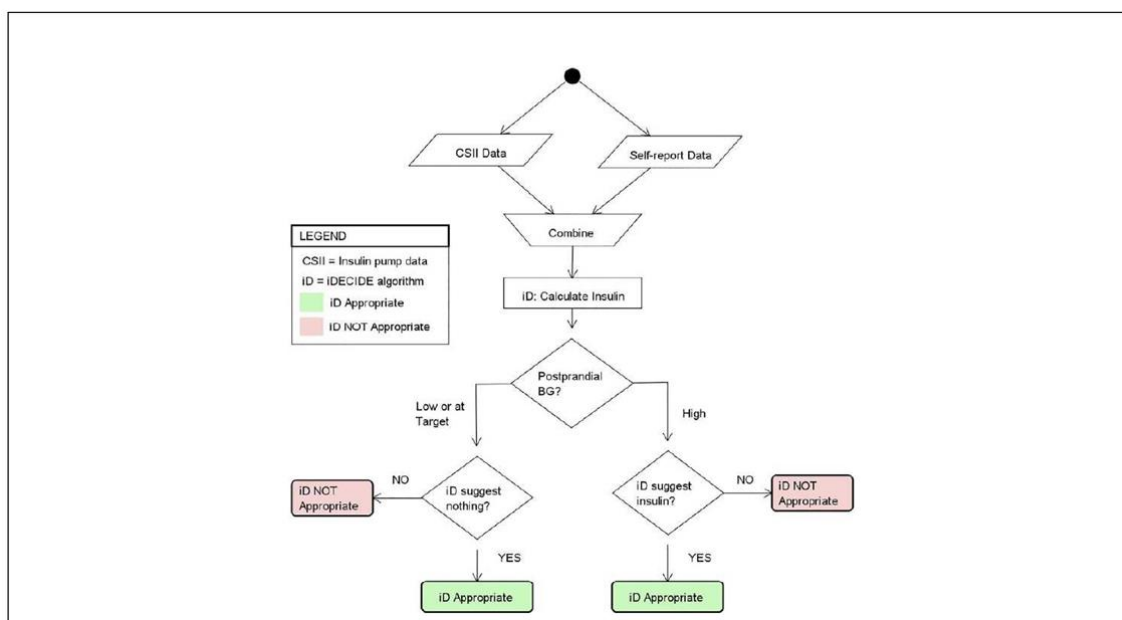 CSII Data
Self-report Data
Combine
LEGEND
CSII = Insulin pump data
iD = iDECIDE algorithm
iD Appropriate
iD NOT Appropriate
iD: Calculate Insulin
Postprandial
BG?
Low or at
Target
High
iD NOT
Appropriate
NO
iD suggest
nothing?
iD suggest
insulin?
NO
iD NOT
Appropriate
YES
YES
iD Appropriate
iD Appropriate